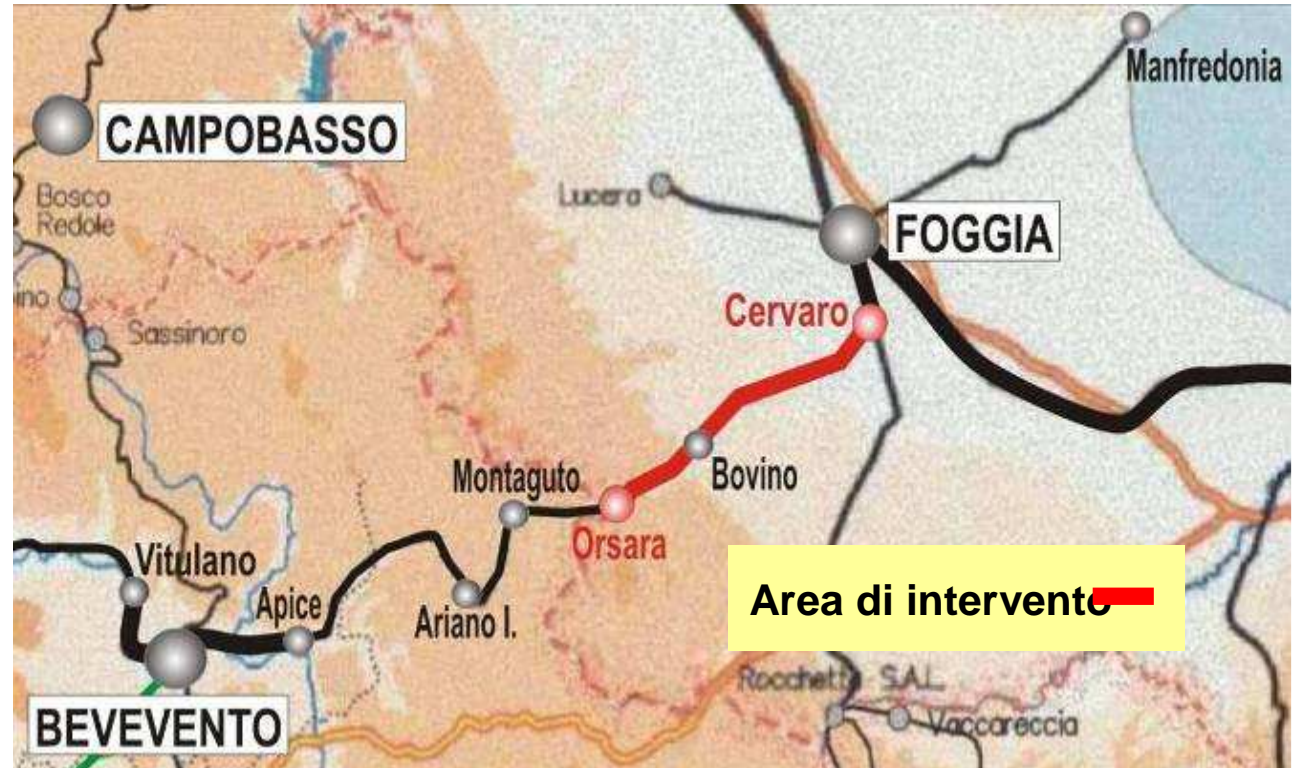 Manfredonia
CAMPOBASSO
Bosco
Redole
Lucera
FOGGIA
ino
Cervaro
Sassinoro
Montaguto
Bovino
Orsara
Vitulano
Apice
Ariano I.
Area di intervento
Rocchetta S.A.L.
Vaccareccia
BEVEVENTO